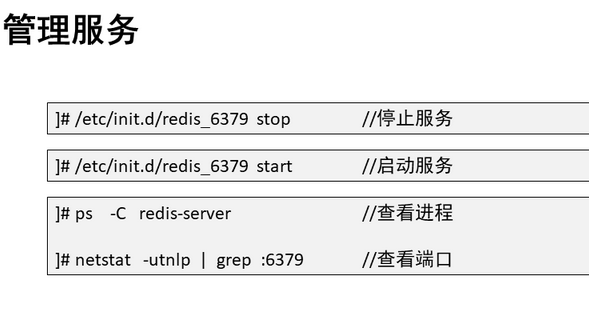 管理服务
]# /etc/init.d/redis_6379 stop //停止服务
]# /etc/init.d/redis_6379 start //启动服务
]# ps -C redis-server //查看进程
]# netstat -utnlp | grep :6379 //查看端口